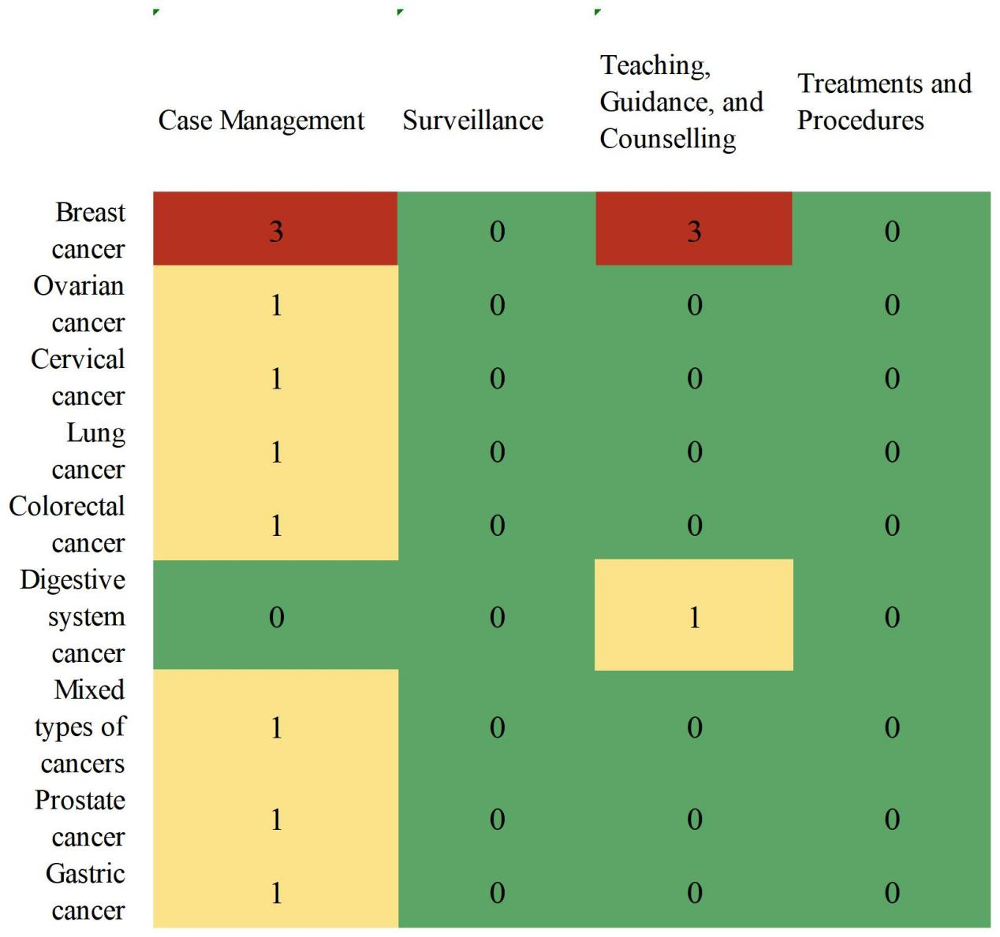 Teaching,
Treatments and
Guidance, and
Case Management Surveillance Procedures
Counselling
Breast
cancer
3 0 3 0
Ovarian
cancer
1 0 0 0
Cervical
cancer
1 0 0 0
Lung
cancer
1 0 0 0
Colorectal
cancer
1 0 0 0
Digestive
system
cancer
0 0 1 0
Mixed
types of
cancers
1 0 0 0
Prostate
cancer
1 0 0 0
Gastric
cancer
1 0 0 0